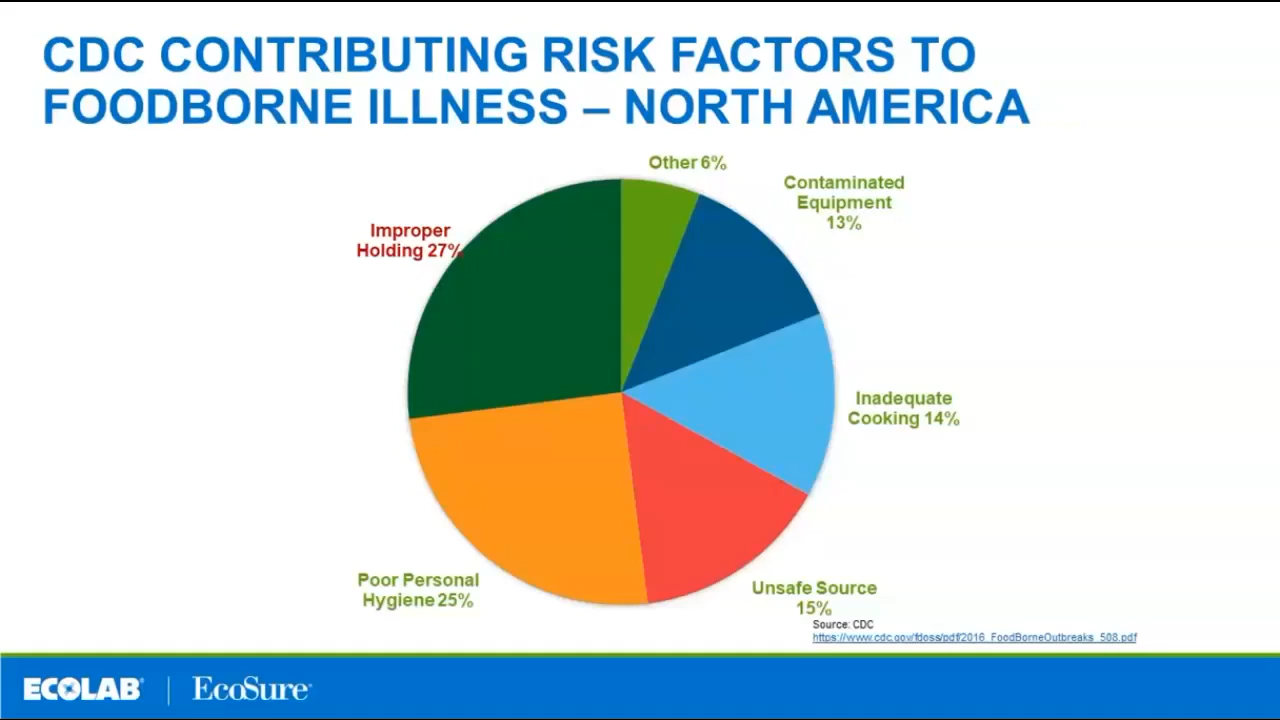 CDC CONTRIBUTING RISK FACTORS TO
FOODBORNE ILLNESS – NORTH AMERICA
Other 6%
Contaminated
Equipment
13%
Improper
Holding 27%
Inadequate
Cooking 14%
Poor Personal
Hygiene 25%
Unsafe Source
15%
Source: CDC
https://www.cdc.gov/fdoss/pdf/2016_FoodBorneOutbreaks_508.pdf
ECOLAB® | EcoSure™